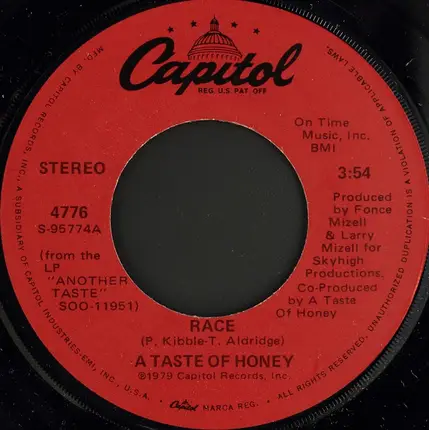 Capitol
REG. U.S. PAT. OFF
On Time
Music, Inc.
BMI
STEREO
3:54
4776
S-95774A
(from the
LP
"ANOTHER
TASTE"
SOO-11951)
Produced
by Fonce
Mizell &
Larry
Mizell for
Skyhigh
Productions.
Co-Produced
by A Taste
Of Honey
RACE
(P. Kibble-T. Aldridge)
A TASTE OF HONEY
℗1979 Capitol Records, Inc.
MFD. BY CAPITOL RECORDS, INC., A SUBSIDIARY OF CAPITOL INDUSTRIES-EMI, INC., U.S.A. • Capitol MARCA REG. • ALL RIGHTS RESERVED. UNAUTHORIZED DUPLICATION IS A VIOLATION OF APPLICABLE LAWS.